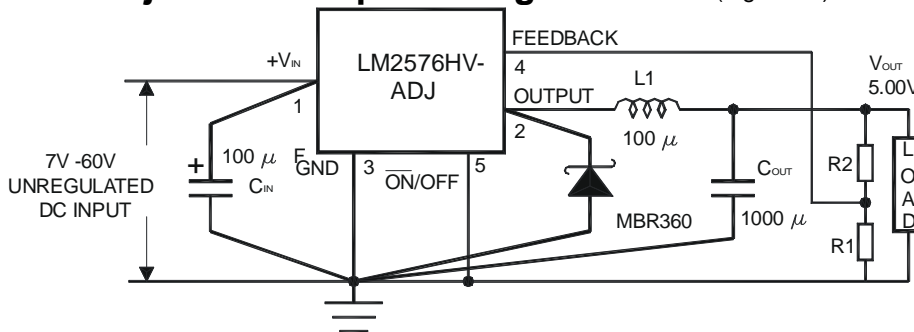 FEEDBACK
+VIN
LM2576HV-
ADJ
4
L1
VOUT
5.00V
1
OUTPUT
2
100 μ
7V -60V
UNREGULATED
DC INPUT
+
100 μ
F
CIN
GND
3
ON/OFF
5
COUT
1000 μ
MBR360
R2
R1
LOAD